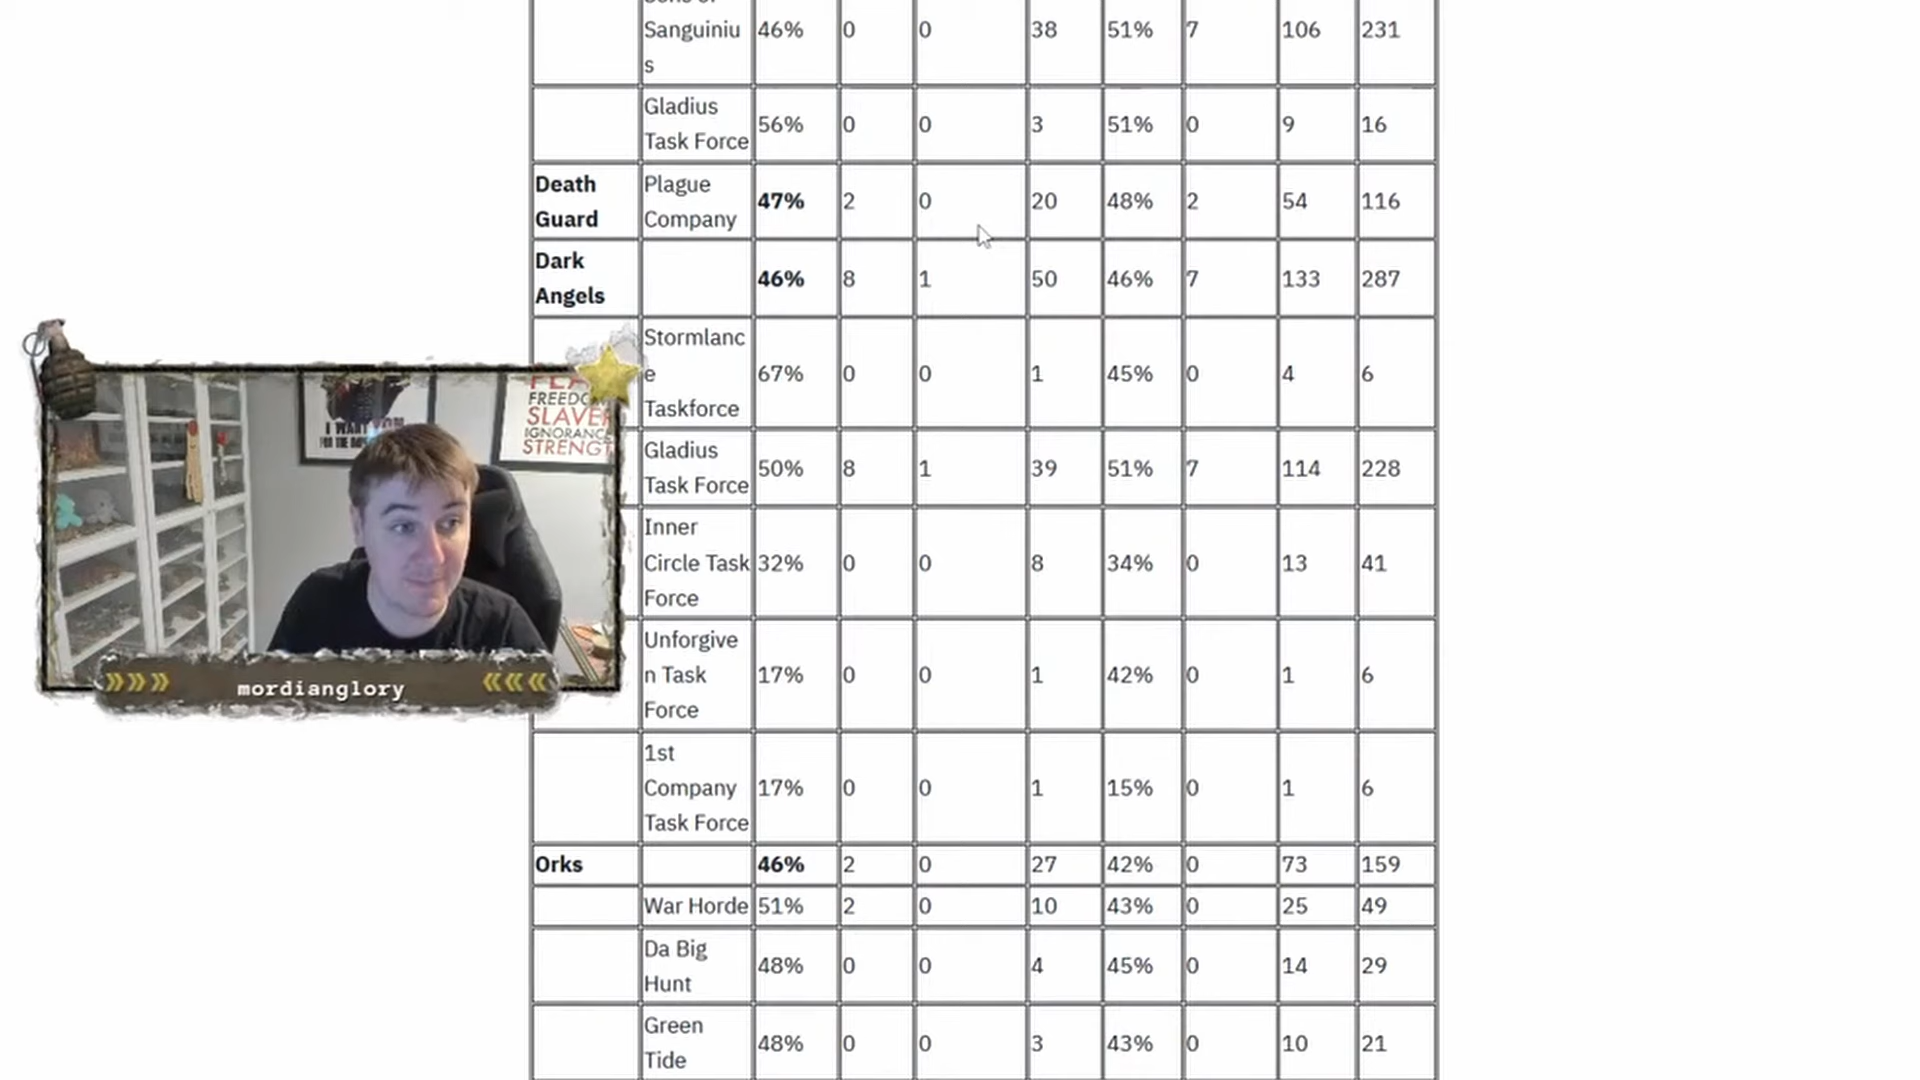 Sanguiniu 46% 0 0 38 51% 7 106 231
s
Gladius
Task Force 56% 0 0 3 51% 0 9 16
Death
Guard
Plague
Company
47% 2 0 20 48% 2 54 116
Dark
Angels
46% 8 1 50 46% 7 133 287
Stormlanc
e
Taskforce
67% 0 0 1 45% 0 4 6
Gladius
Task Force
50% 8 1 39 51% 7 114 228
Inner
Circle Task
Force
32% 0 0 8 34% 0 13 41
Unforgive
n Task
Force
17% 0 0 1 42% 0 1 6
1st
Company
Task Force
17% 0 0 1 15% 0 1 6
Orks 46% 2 0 27 42% 0 73 159
War Horde 51% 2 0 10 43% 0 25 49
Da Big
Hunt
48% 0 0 4 45% 0 14 29
Green
Tide
48% 0 0 3 43% 0 10 21
I WANT YOU
SLAVER
IGNORANC
STRENGT
mordianglory